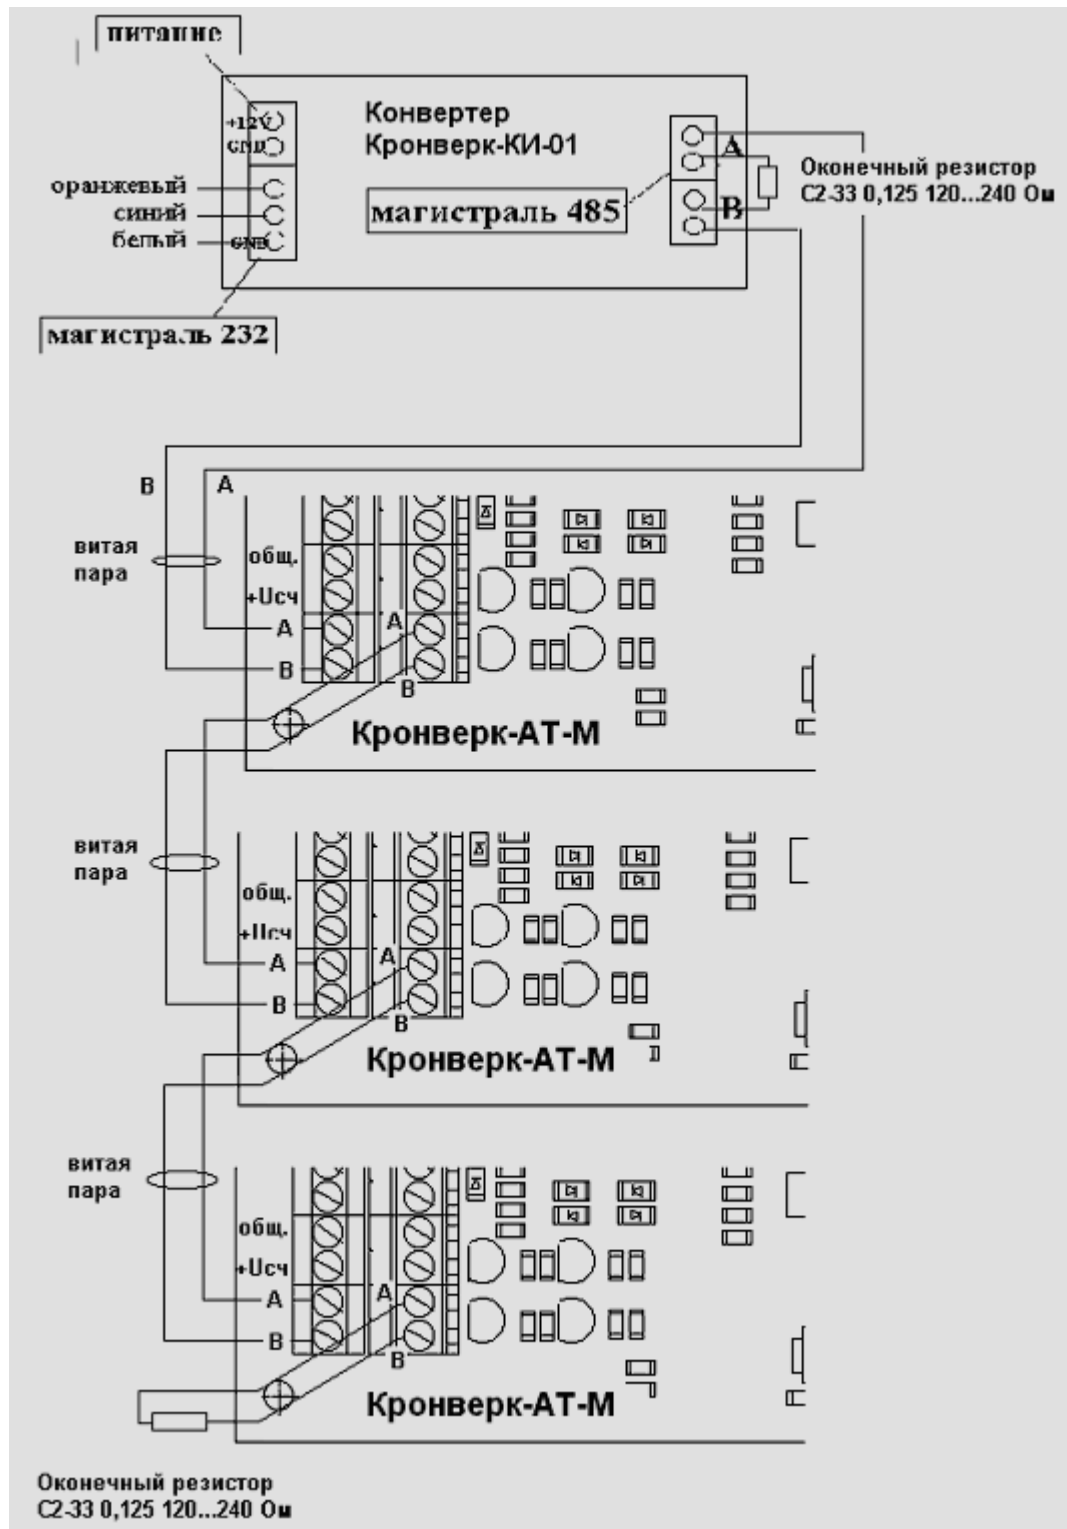 питание
+12V
GND
Конвертер
Кронверк-КИ-01
A
Оконечный резистор
С2-33 0,125 120...240 Ом
оранжевый
синий
белый
GND
магистраль 485
B
магистраль 232
B
A
витая
пара
общ.
+Uсч
A
A
B
B
Кронверк-АТ-М
витая
пара
общ.
+Uсч
A
A
B
B
Кронверк-АТ-М
витая
пара
общ.
+Uсч
A
A
B
B
Кронверк-АТ-М
Оконечный резистор
С2-33 0,125 120...240 Ом